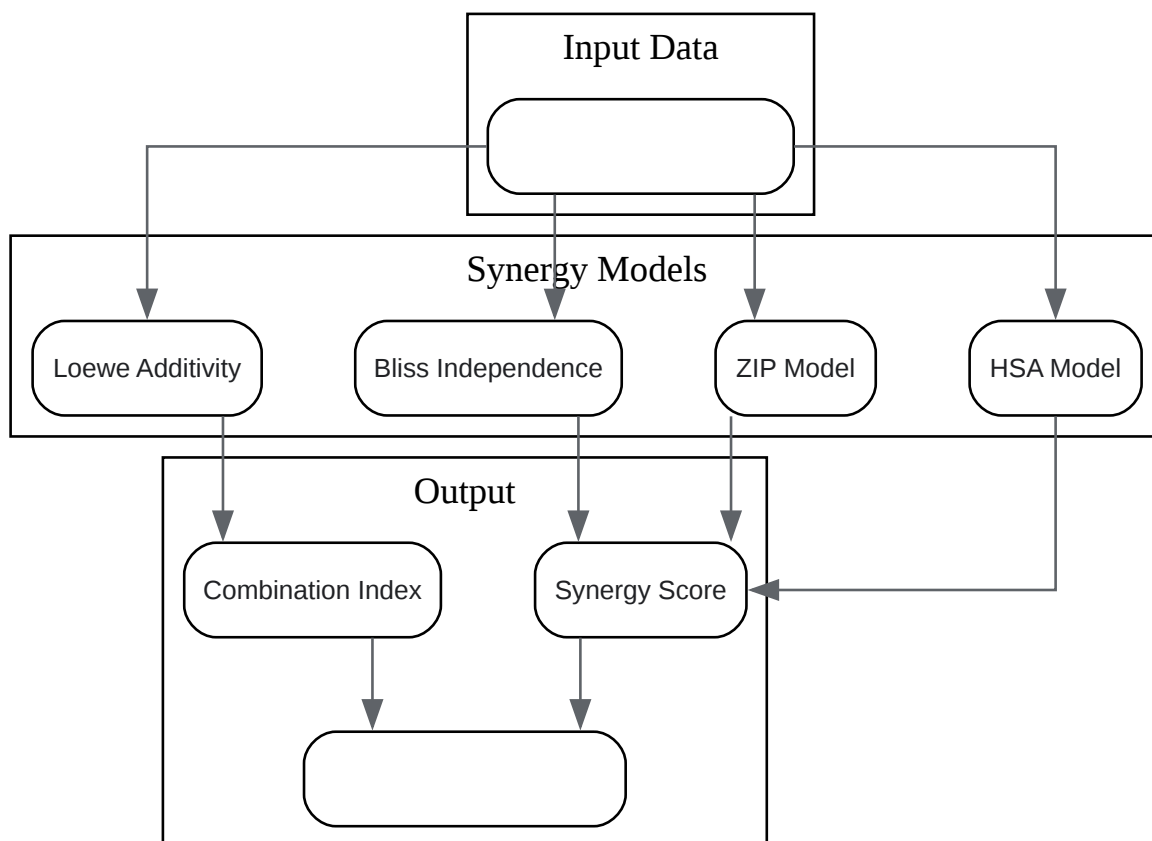 Input Data
Synergy Models
Loewe Additivity
Bliss Independence
ZIP Model
HSA Model
Output
Combination Index
Synergy Score